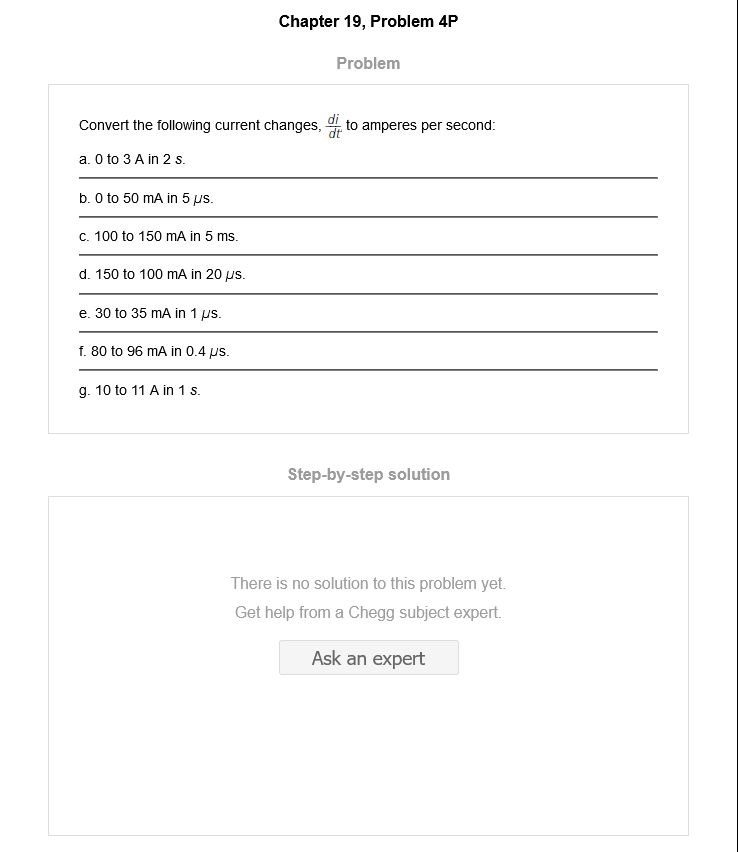 Chapter 19, Problem 4P
Problem
Convert the following current changes, di/dt to amperes per second:
a. 0 to 3 A in 2 s.
b. 0 to 50 mA in 5 μs.
c. 100 to 150 mA in 5 ms.
d. 150 to 100 mA in 20 μs.
e. 30 to 35 mA in 1 μs.
f. 80 to 96 mA in 0.4 μs.
g. 10 to 11 A in 1 s.
Step-by-step solution
There is no solution to this problem yet.
Get help from a Chegg subject expert.
Ask an expert